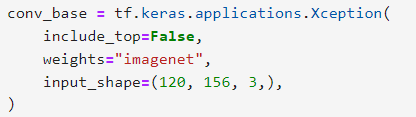 conv_base = tf.keras.applications.Xception(
    include_top=False,
    weights="imagenet",
    input_shape=(120, 156, 3,),
)